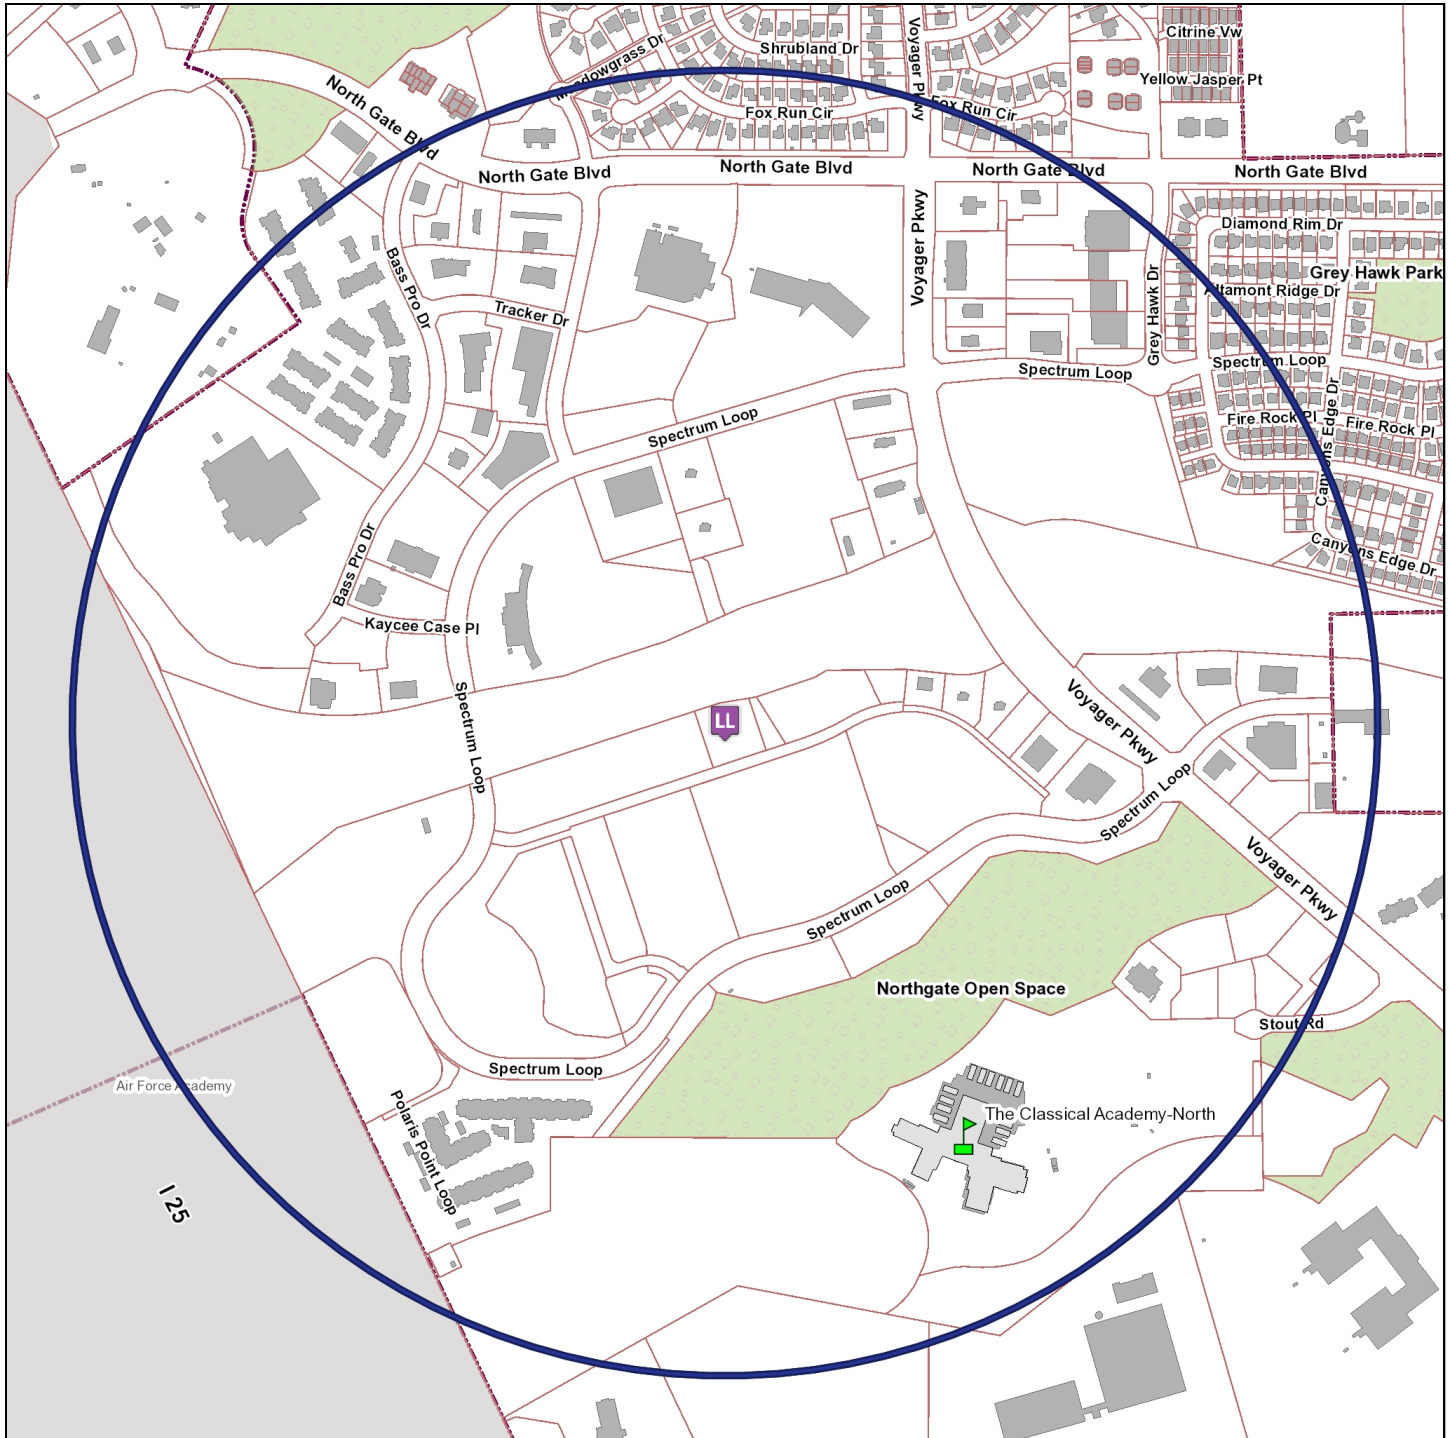 Citrine Vw
Shrubland Dr
Meadowgrass Dr
Voyager Pkwy
Yellow Jasper Pt
North Gate Blvd
Fox Run Cir
Fox Run Cir
North Gate Blvd
North Gate Blvd
North Gate Blvd
North Gate Blvd
Voyager Pkwy
Diamond Rim Dr
Bass Pro Dr
Grey Hawk Park
Altamont Ridge Dr
Tracker Dr
Grey Hawk Dr
Spectrum Loop
Spectrum Loop
Spectrum Loop
Fire Rock Pl
Fire Rock Pl
Canyons Edge Dr
Canyons Edge Dr
Bass Pro Dr
Kaycee Case Pl
Spectrum Loop
LL
Voyager Pkwy
Spectrum Loop
Voyager Pkwy
Spectrum Loop
Northgate Open Space
Stout Rd
Spectrum Loop
Air Force Academy
The Classical Academy-North
Polaris Point Loop
I 25